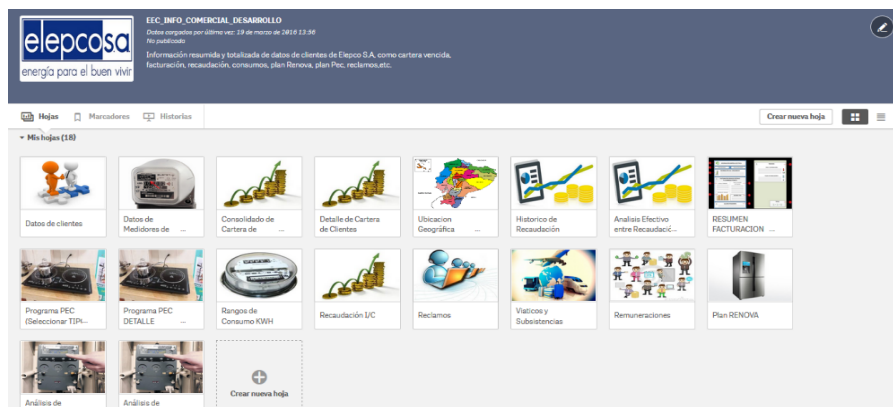 elepcosa
energía para el buen vivir
EEC_INFO_COMERCIAL_DESARROLLO
Datos cargados por última vez: 19 de marzo de 2016 13:56
No publicado
Información resumida y totalizada de datos de clientes de Elepco S.A, como cartera vencida,
facturación, recaudación, consumos, plan Renova, plan Pec, reclamos,etc.
Hojas Marcadores Historias
Crear nueva hoja
Mis hojas (18)
Datos de clientes
Datos de
Medidores de ...
Consolidado de
Cartera de ...
Detalle de Cartera
de Clientes
Ubicacion
Geográfica ...
Historico de
Recaudación
Analisis Efectivo
entre Recaudació...
RESUMEN
FACTURACION ...
Programa PEC
(Seleccionar TIPI...
Programa PEC
DETALLE ...
Rangos de
Consumo KWH
Recaudación I/C
Reclamos
Viaticos y
Subsistencias
Remuneraciones
Plan RENOVA
Análisis de
Análisis de
Crear nueva hoja